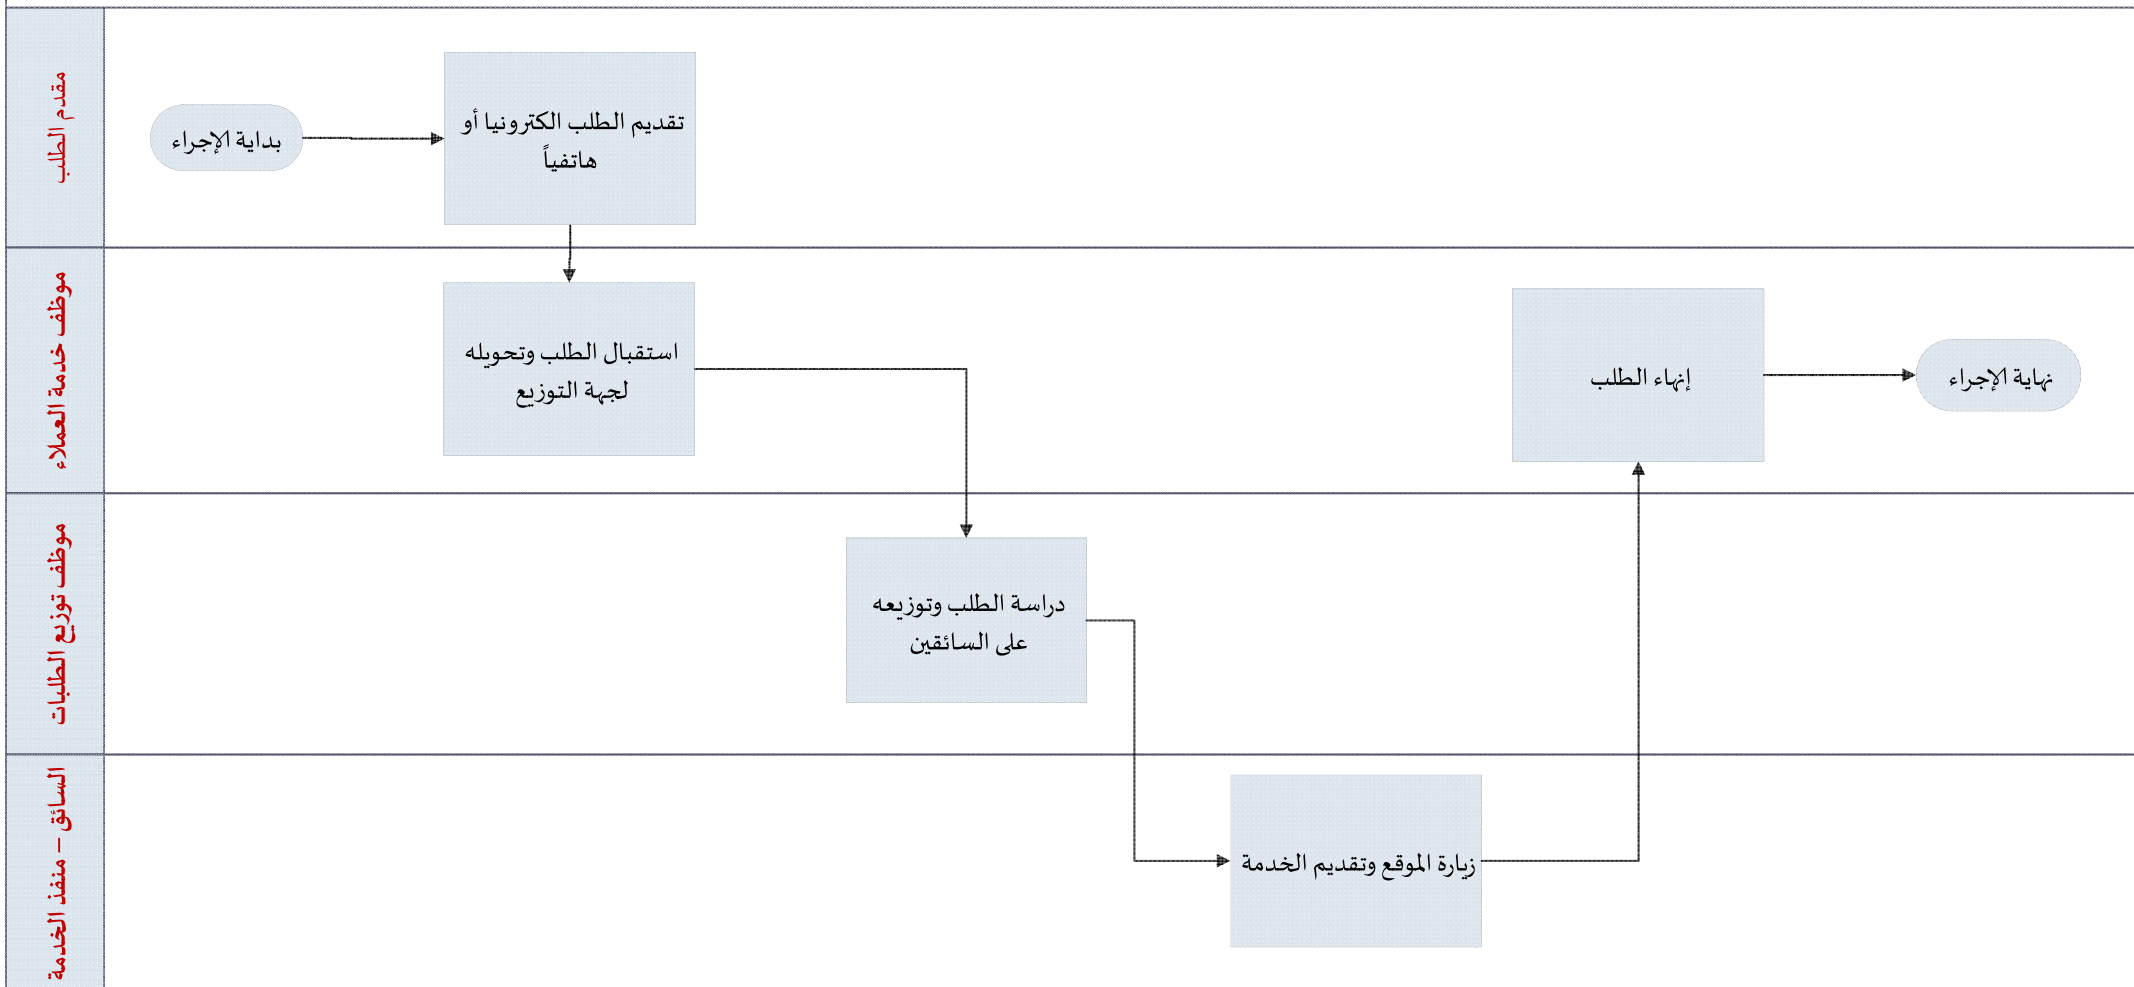 مقدم الطلب
بداية الإجراء
تقديم الطلب الكترونيا أو
هاتفياً
موظف خدمة العملاء
استقبال الطلب وتحويله
لجهة التوزيع
إنهاء الطلب
نهاية الإجراء
موظف توزيع الطلبات
دراسة الطلب وتوزيعه
على السائقين
السائق – منفذ الخدمة
زيارة الموقع وتقديم الخدمة